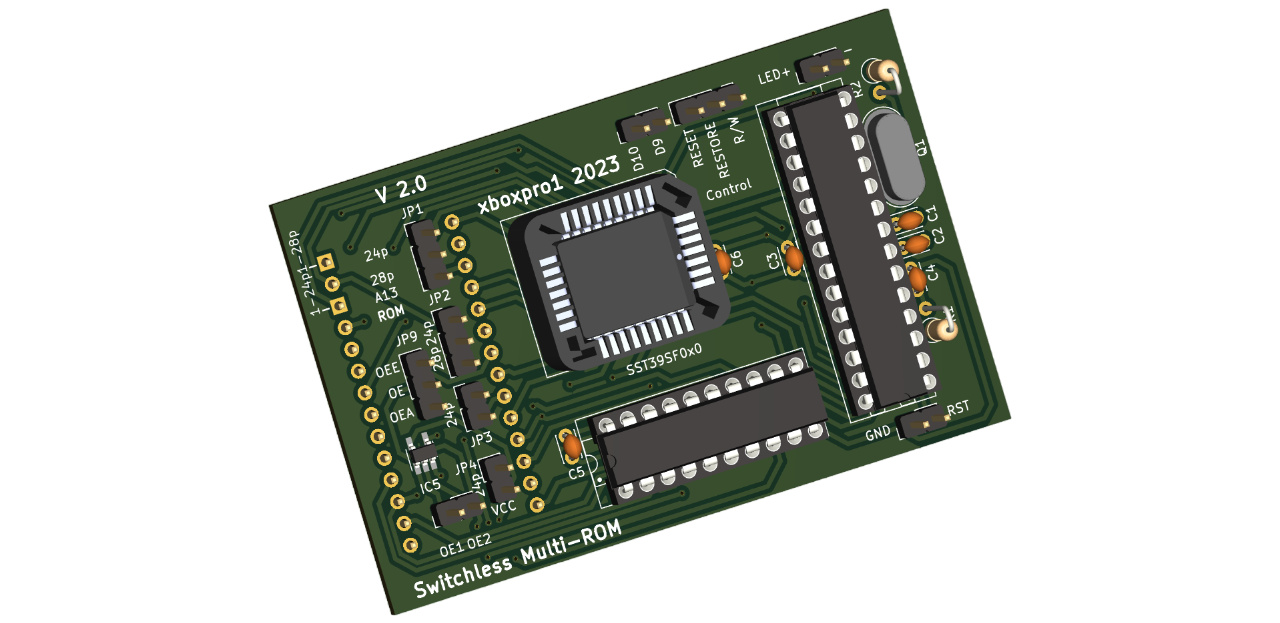 LED+
R2
D10
D9
RESET
RESTORE
R/W
Control
Q1
V 2.0
xboxpro1 2023
JP1
24p
28p
A13
ROM
1-24p
1-28p
JP2
24p
28p
C6
C3
C1
C2
C4
JP9
OEE
OE
OEA
SST39SF0x0
24p
JP3
IC5
JP4
24p
VCC
C5
GND
RST
OE1 OE2
Switchless Multi-ROM